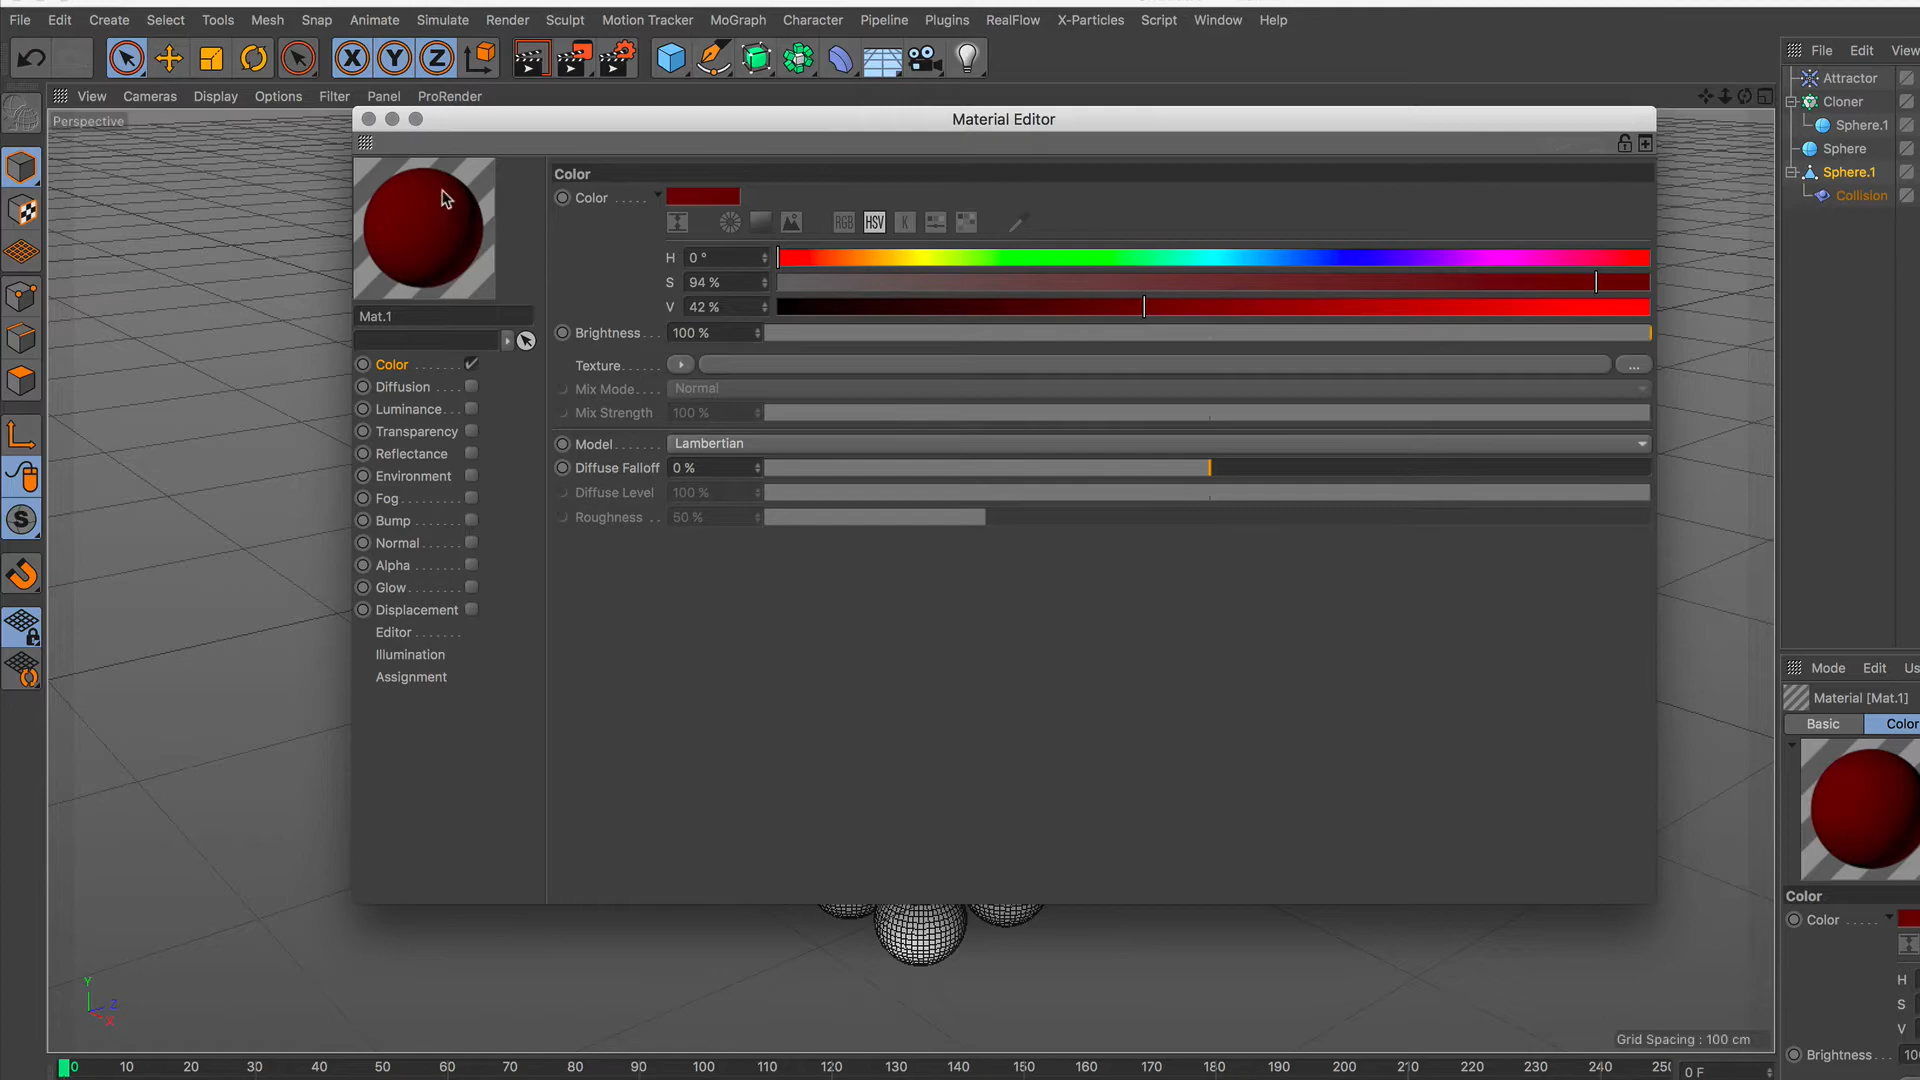 File Edit Create Select Tools Mesh Snap Animate Simulate Render Sculpt Motion Tracker MoGraph Character Pipeline Plugins RealFlow X-Particles Script Window Help
X Y Z
File Edit View
View Cameras Display Options Filter Panel ProRender
Perspective
Attractor
Cloner
Sphere.1
Sphere
Sphere.1
Collision
Material Editor
Mat.1
Color
Diffusion
Luminance
Transparency
Reflectance
Environment
Fog
Bump
Normal
Alpha
Glow
Displacement
Editor
Illumination
Assignment
Color
Color
RGB HSV K
H 0 °
S 94 %
V 42 %
Brightness 100 %
Texture ...
Mix Mode Normal
Mix Strength 100 %
Model Lambertian
Diffuse Falloff 0 %
Diffuse Level 100 %
Roughness 50 %
S
Mode Edit Us
Material [Mat.1]
Basic Color
Color
Color
H
S
V
Brightness 10
Y
Z
X
Grid Spacing : 100 cm
0 10 20 30 40 50 60 70 80 90 100 110 120 130 140 150 160 170 180 190 200 210 220 230 240 25
0 F